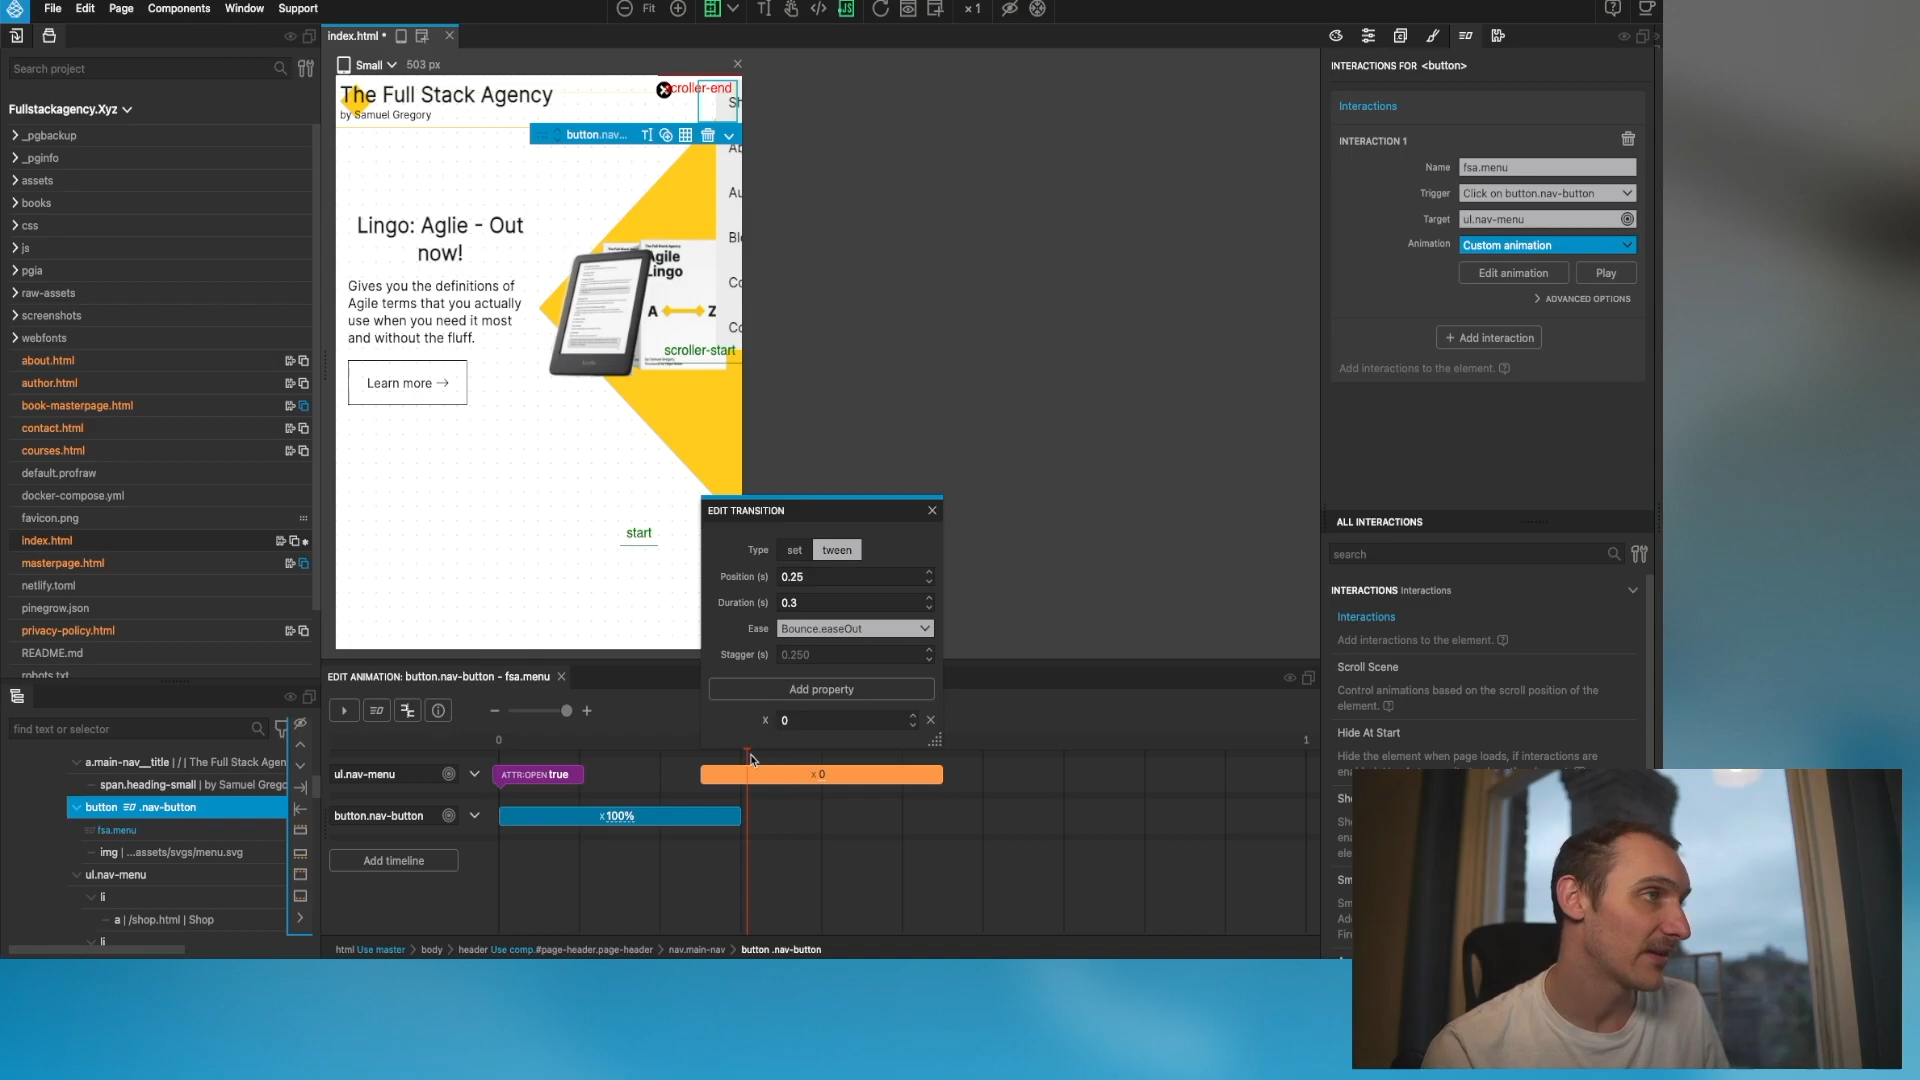 File Edit Page Components Window Support
Fit
JS
× 1
index.html •
Search project
Small 503 px
Fullstackagency.Xyz
_pgbackup
_pginfo
assets
books
css
js
pgia
raw-assets
screenshots
webfonts
about.html
author.html
book-masterpage.html
contact.html
courses.html
default.profraw
docker-compose.yml
favicon.png
index.html
masterpage.html
netlify.toml
pinegrow.json
privacy-policy.html
README.md
robots.txt
find text or selector
a.main-nav__title | / | The Full Stack Agen
span.heading-small | by Samuel Grego
button .nav-button
fsa.menu
img | ...assets/svgs/menu.svg
ul.nav-menu
li
a | /shop.html | Shop
li
The Full Stack Agency
by Samuel Gregory
croller-end
Sh
button.nav...
Ab
Au
Blo
Co
Co
Lingo: Aglie - Out
now!
Gives you the definitions of
Agile terms that you actually
use when you need it most
and without the fluff.
Learn more →
Agile
Lingo
A Z
scroller-start
start
EDIT TRANSITION
Type set tween
Position (s) 0.25
Duration (s) 0.3
Ease Bounce.easeOut
Stagger (s) 0.250
Add property
X 0
EDIT ANIMATION: button.nav-button - fsa.menu
0 1
ul.nav-menu ATTR:OPEN true x 0
button.nav-button x 100%
Add timeline
html Use master body header Use comp.#page-header.page-header nav.main-nav button .nav-button
INTERACTIONS FOR <button>
Interactions
INTERACTION 1
Name fsa.menu
Trigger Click on button.nav-button
Target ul.nav-menu
Animation Custom animation
Edit animation Play
ADVANCED OPTIONS
+ Add interaction
Add interactions to the element.
ALL INTERACTIONS
search
INTERACTIONS Interactions
Interactions
Add interactions to the element.
Scroll Scene
Control animations based on the scroll position of the
element.
Hide At Start
Hide the element when page loads, if interactions are